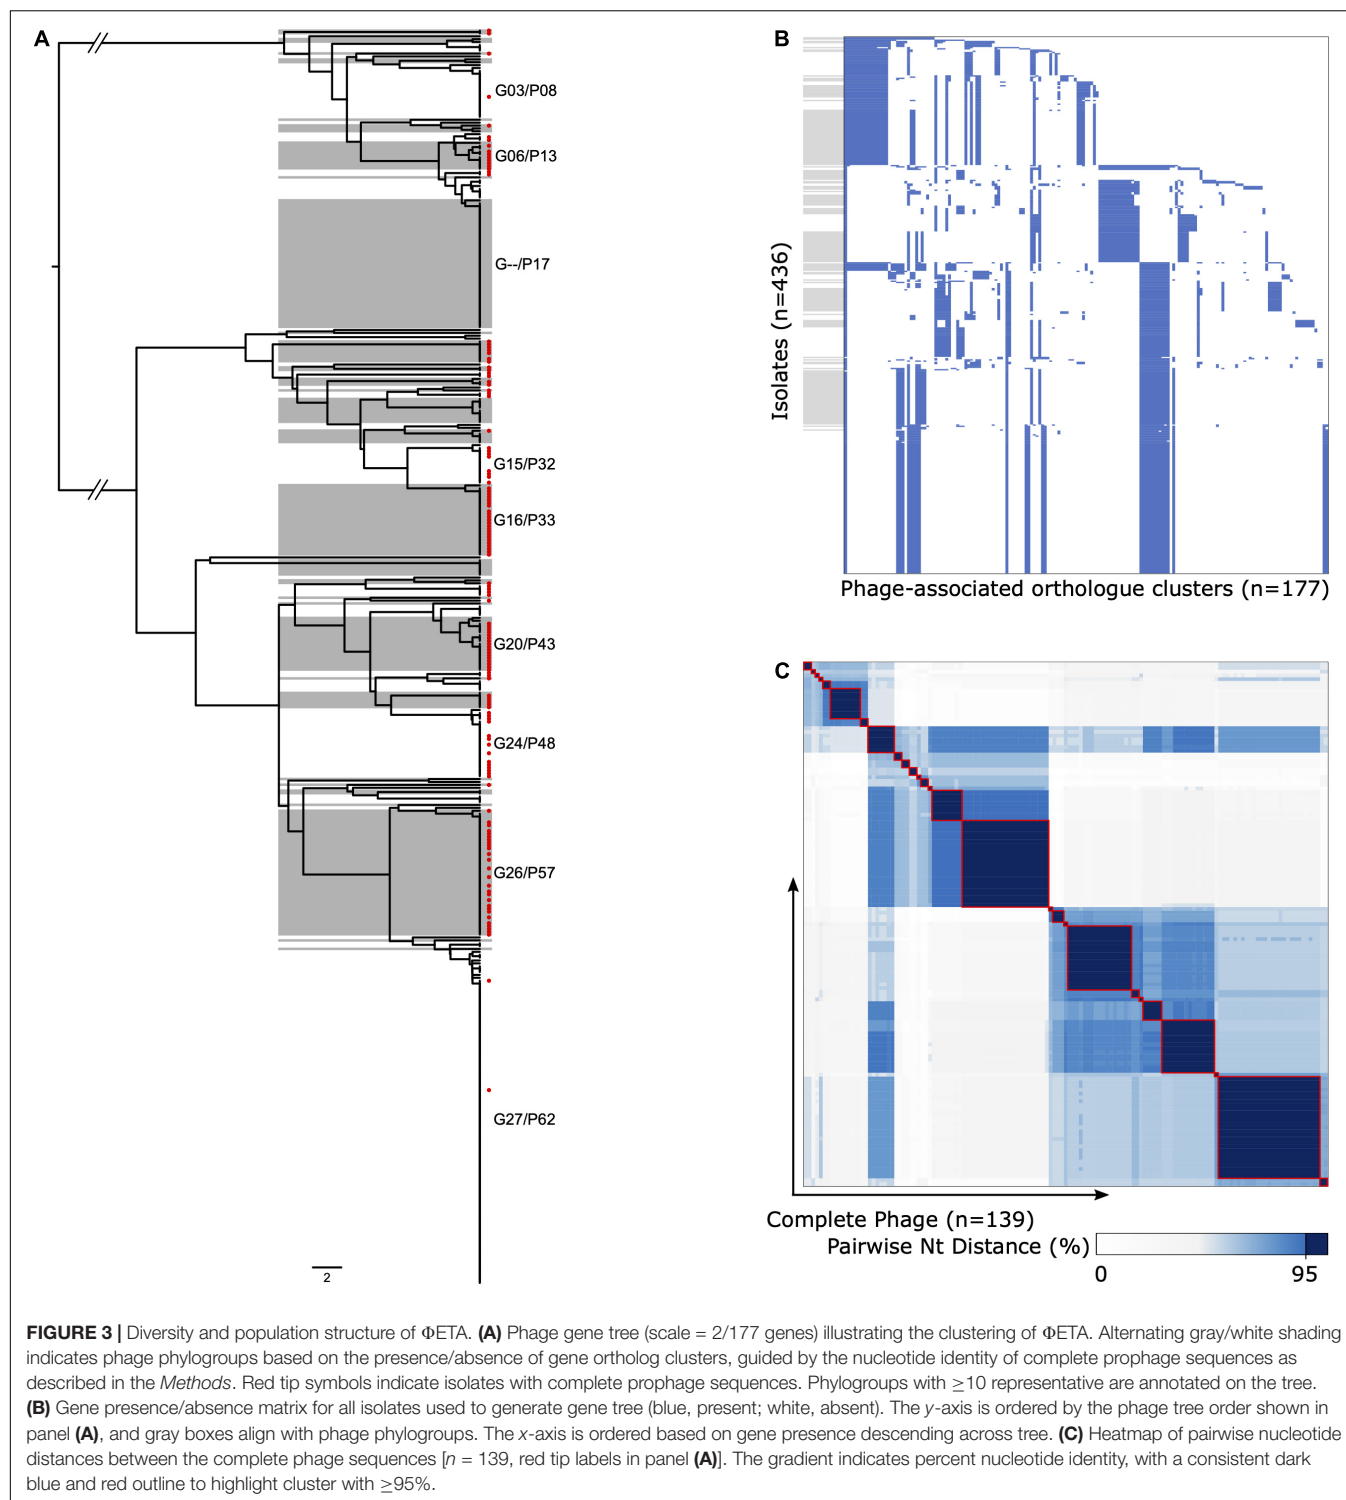 A
G03/P08
G06/P13
G--/P17
G15/P32
G16/P33
G20/P43
G24/P48
G26/P57
G27/P62
2
B
Isolates (n=436)
Phage-associated orthologue clusters (n=177)
C
Complete Phage (n=139)
Pairwise Nt Distance (%)
0 95
FIGURE 3 | Diversity and population structure of ΦETA. (A) Phage gene tree (scale = 2/177 genes) illustrating the clustering of ΦETA. Alternating gray/white shading
indicates phage phylogroups based on the presence/absence of gene ortholog clusters, guided by the nucleotide identity of complete prophage sequences as
described in the Methods. Red tip symbols indicate isolates with complete prophage sequences. Phylogroups with ≥10 representative are annotated on the tree.
(B) Gene presence/absence matrix for all isolates used to generate gene tree (blue, present; white, absent). The y-axis is ordered by the phage tree order shown in
panel (A), and gray boxes align with phage phylogroups. The x-axis is ordered based on gene presence descending across tree. (C) Heatmap of pairwise nucleotide
distances between the complete phage sequences [n = 139, red tip labels in panel (A)]. The gradient indicates percent nucleotide identity, with a consistent dark
blue and red outline to highlight cluster with ≥95%.